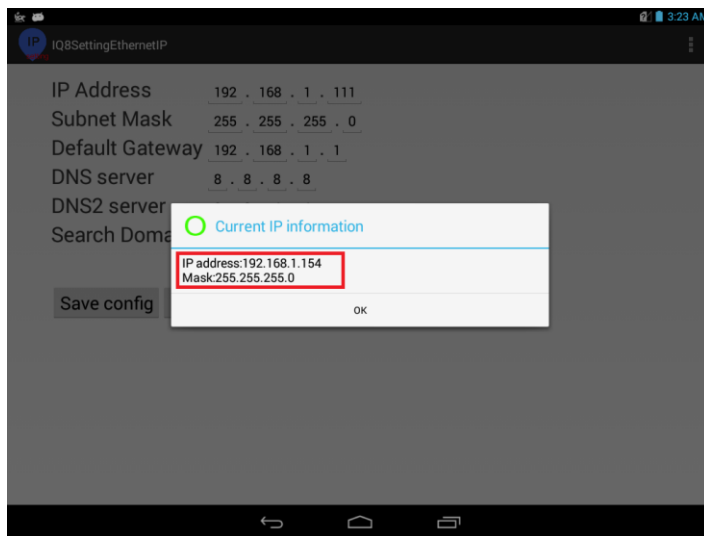 3:23 AM
IP
IQ8SettingEthernetIP
IP Address 192 . 168 . 1 . 111
Subnet Mask 255 . 255 . 255 . 0
Default Gateway 192 . 168 . 1 . 1
DNS server 8 . 8 . 8 . 8
DNS2 server
Search Doma
Current IP information
IP address:192.168.1.154
Mask:255.255.255.0
Save config
OK